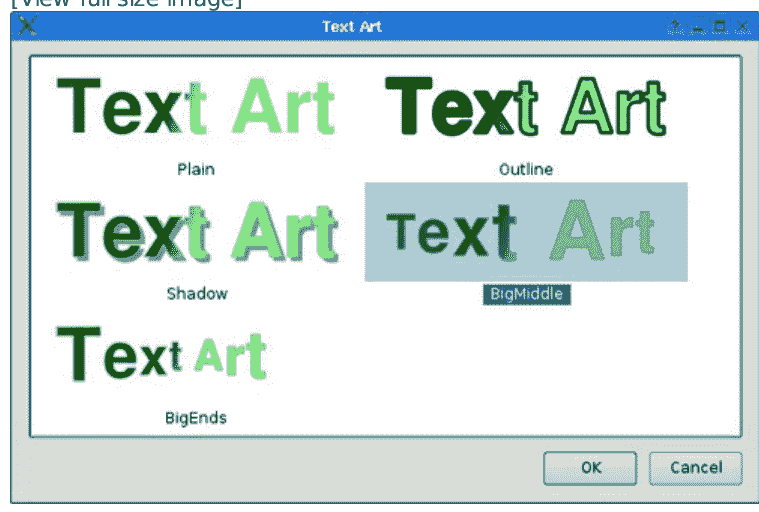 [View full size image]
Text Art
Text Art Text Art
Plain Outline
Text Art Text Art
Shadow BigMiddle
Text Art
BigEnds
OK Cancel